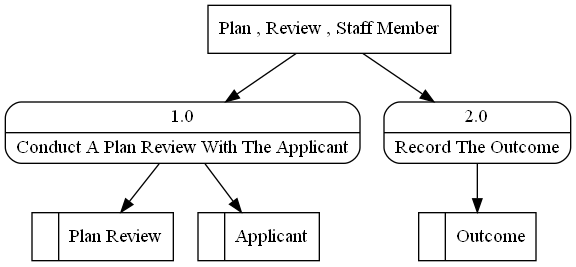 Plan , Review , Staff Member
1.0
Conduct A Plan Review With The Applicant
2.0
Record The Outcome
Plan Review
Applicant
Outcome